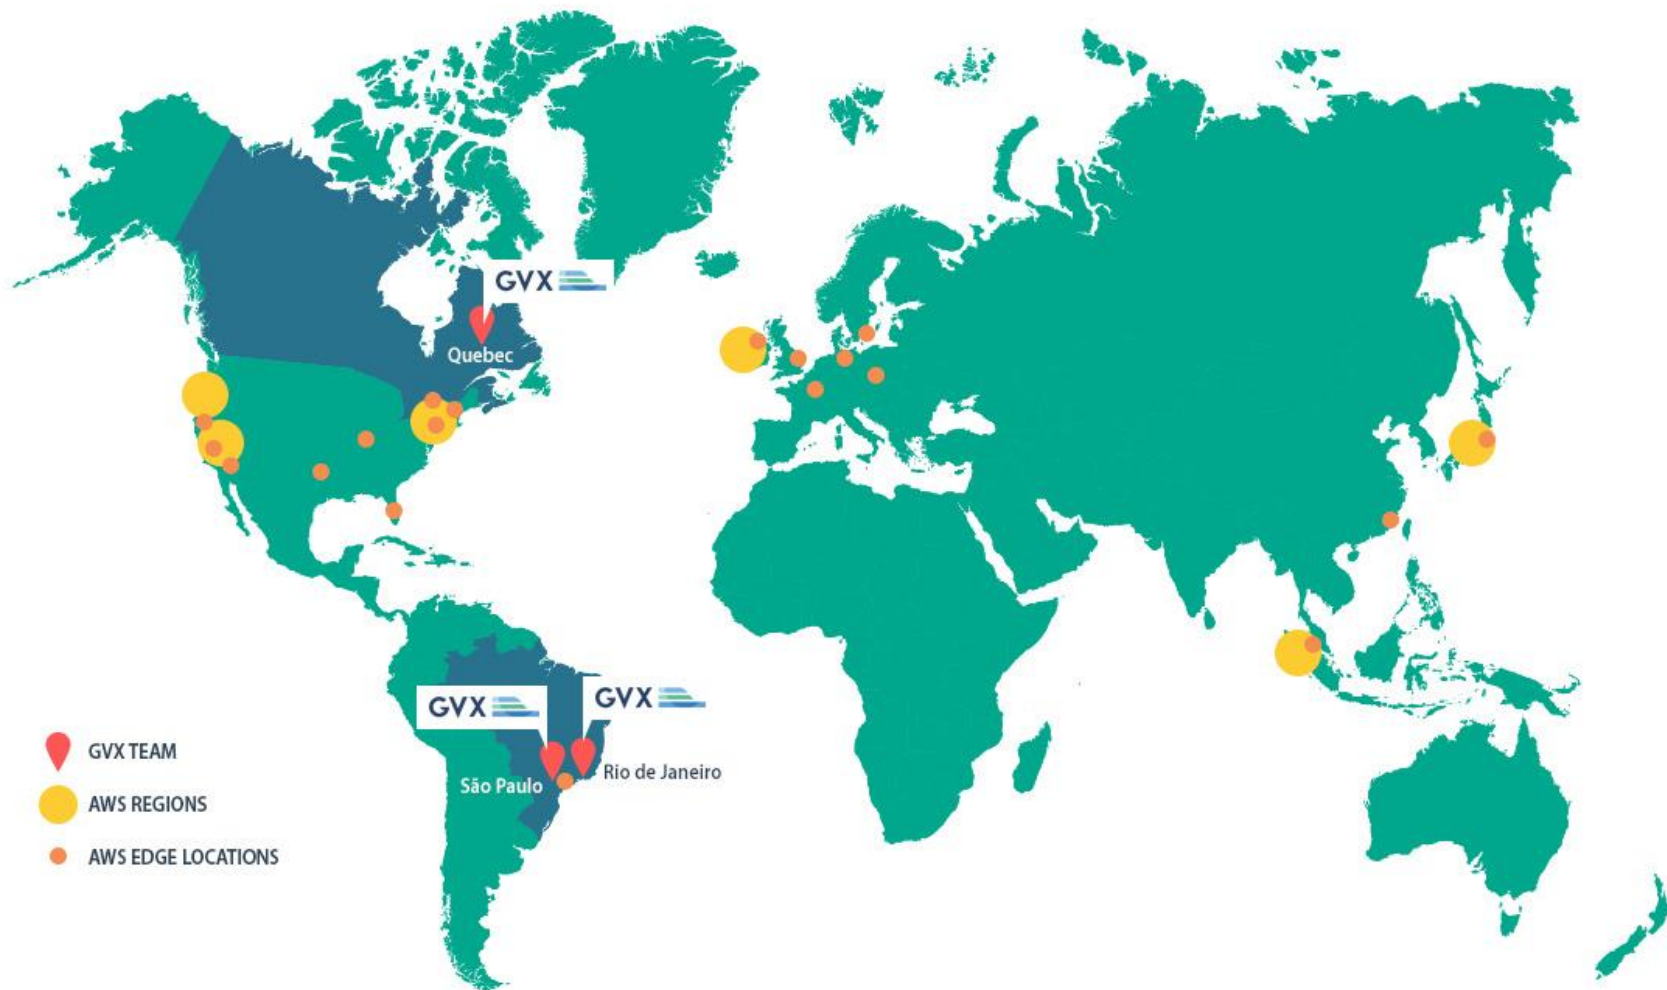 GVX
Quebec
GVX
GVX
São Paulo
Rio de Janeiro
GVX TEAM
AWS REGIONS
AWS EDGE LOCATIONS